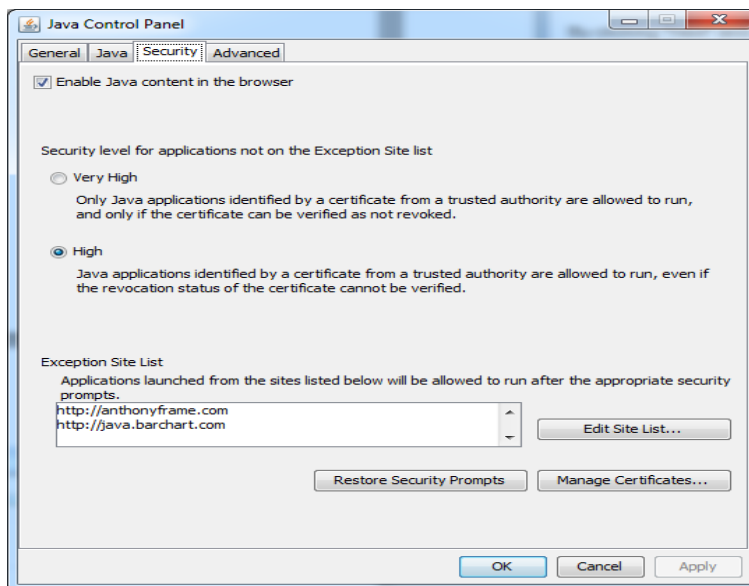 Java Control Panel
General Java Security Advanced
Enable Java content in the browser
Security level for applications not on the Exception Site list
Very High
Only Java applications identified by a certificate from a trusted authority are allowed to run,
and only if the certificate can be verified as not revoked.
High
Java applications identified by a certificate from a trusted authority are allowed to run, even if
the revocation status of the certificate cannot be verified.
Exception Site List
Applications launched from the sites listed below will be allowed to run after the appropriate security
prompts.
http://anthonyframe.com
http://java.barchart.com
Edit Site List...
Restore Security Prompts Manage Certificates...
OK Cancel Apply